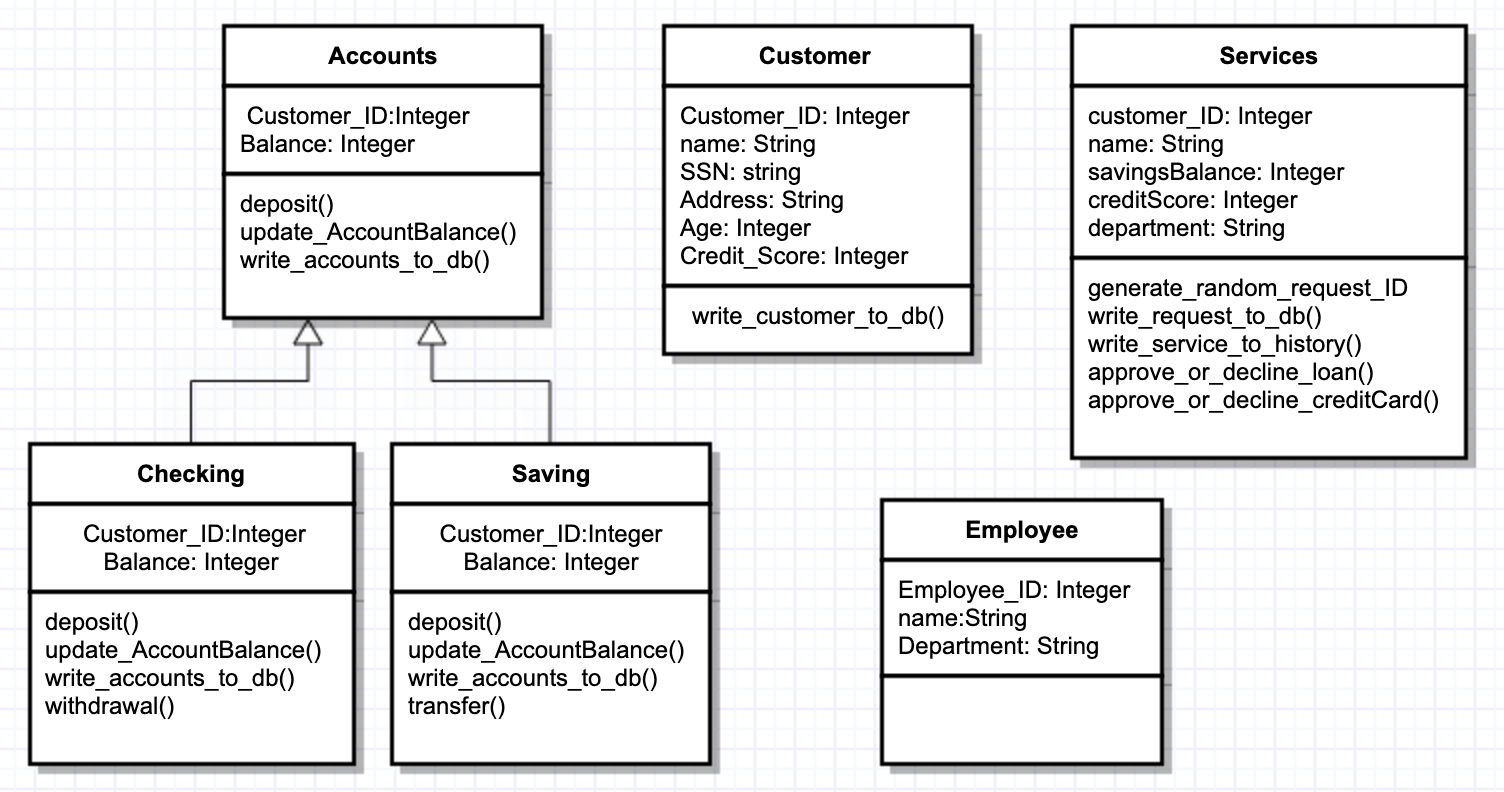 Accounts
Customer_ID:Integer
Balance: Integer
deposit()
update_AccountBalance()
write_accounts_to_db()
Customer
Customer_ID: Integer
name: String
SSN: string
Address: String
Age: Integer
Credit_Score: Integer
write_customer_to_db()
Services
customer_ID: Integer
name: String
savingsBalance: Integer
creditScore: Integer
department: String
generate_random_request_ID
write_request_to_db()
write_service_to_history()
approve_or_decline_loan()
approve_or_decline_creditCard()
Checking
Customer_ID:Integer
Balance: Integer
deposit()
update_AccountBalance()
write_accounts_to_db()
withdrawal()
Saving
Customer_ID:Integer
Balance: Integer
deposit()
update_AccountBalance()
write_accounts_to_db()
transfer()
Employee
Employee_ID: Integer
name:String
Department: String